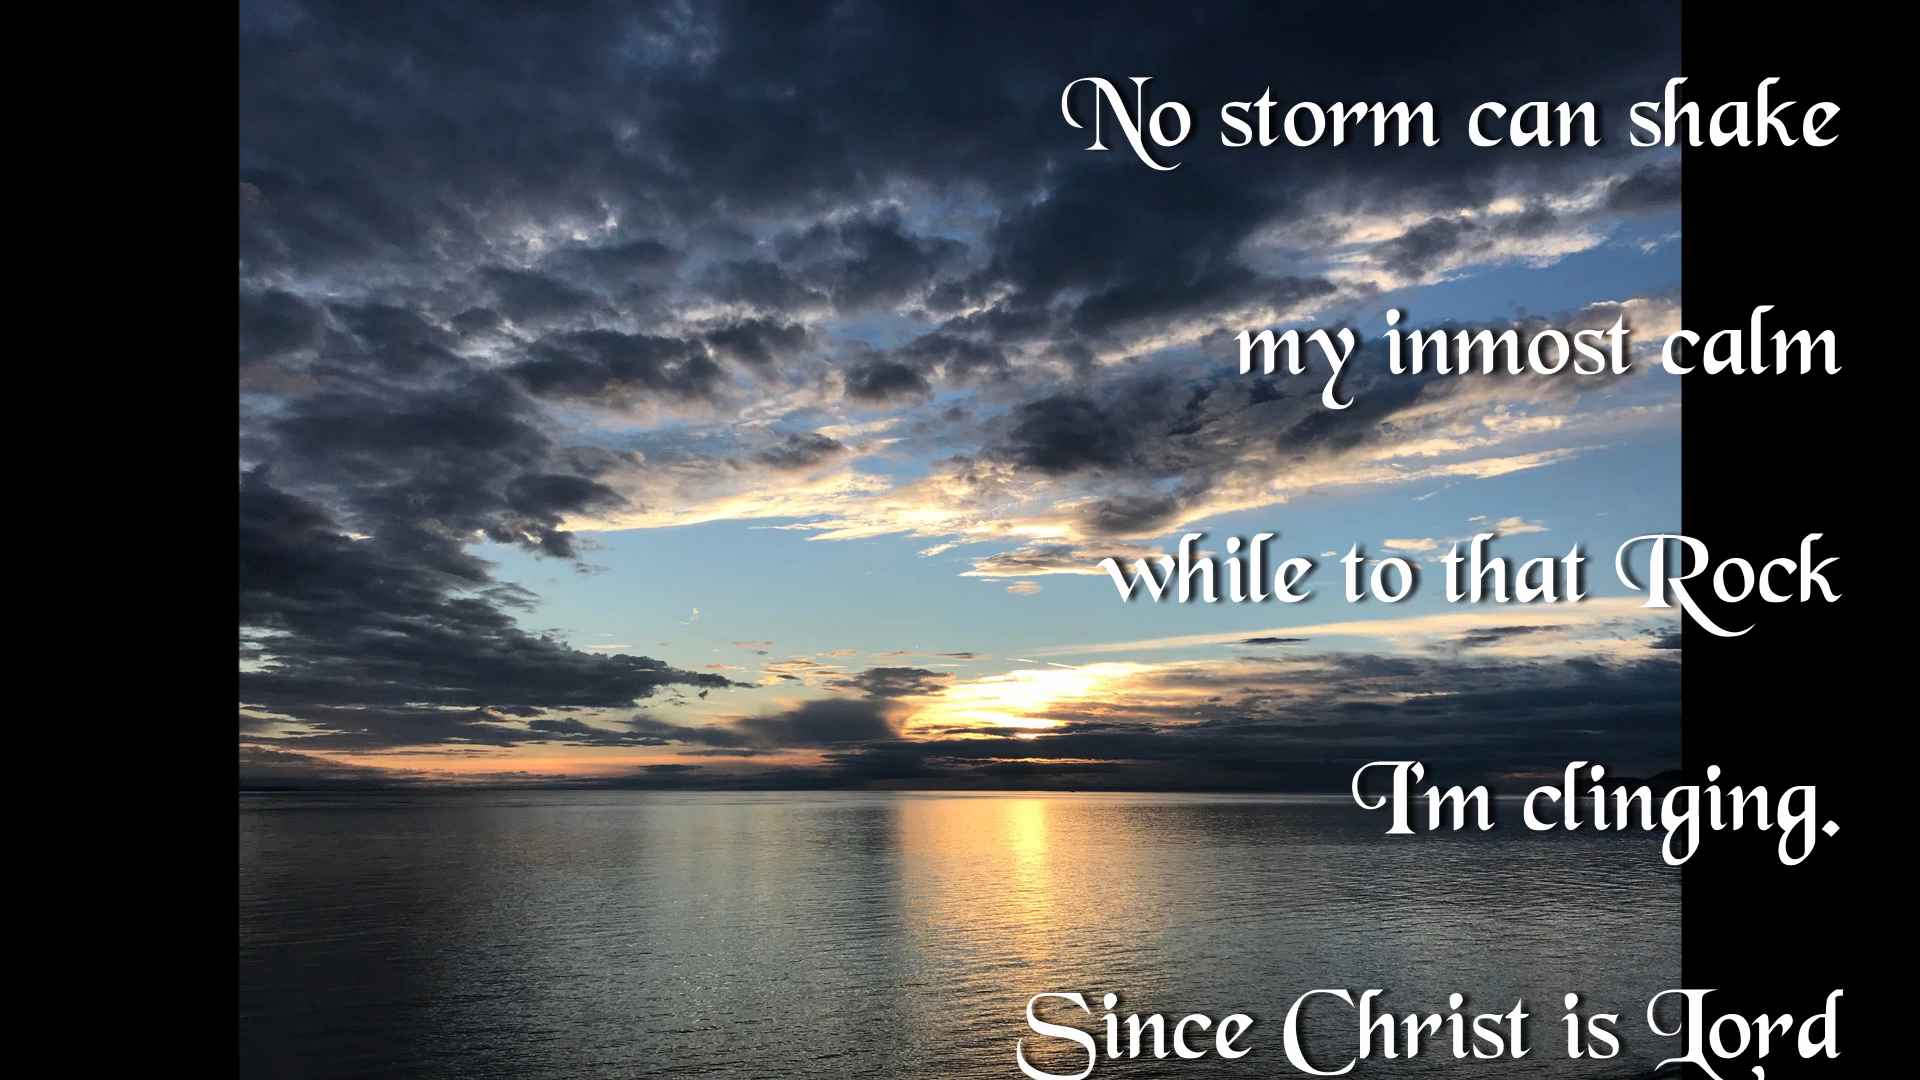 No storm can shake
my inmost calm
while to that Rock
I'm clinging.
Since Christ is Lord